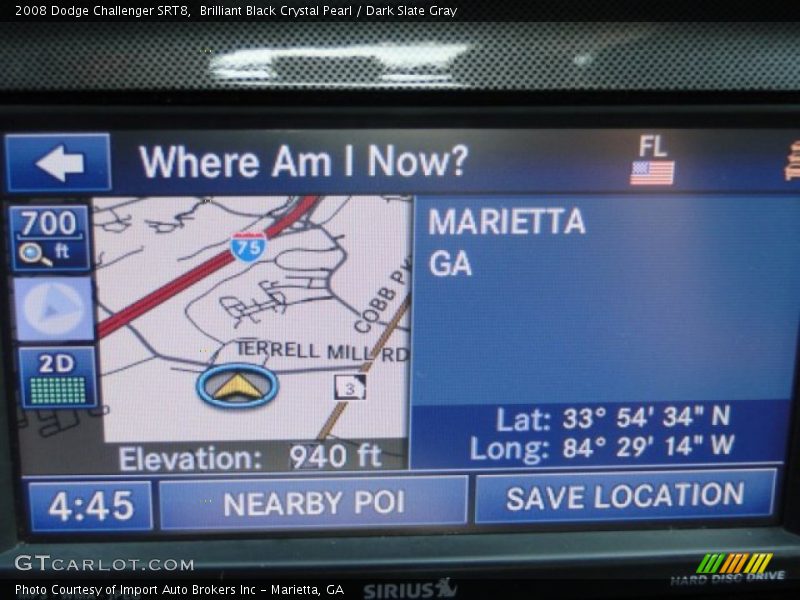 2008 Dodge Challenger SRT8,  Brilliant Black Crystal Pearl / Dark Slate Gray
Where Am I Now?
FL
700
ft
2D
75
COBB PK
TERRELL MILL RD
3
MARIETTA
GA
Lat: 33° 54' 34" N
Long: 84° 29' 14" W
Elevation: 940 ft
4:45
NEARBY POI
SAVE LOCATION
GTCARLOT.COM
HARD DISC DRIVE
Photo Courtesy of Import Auto Brokers Inc - Marietta, GA
SIRIUS